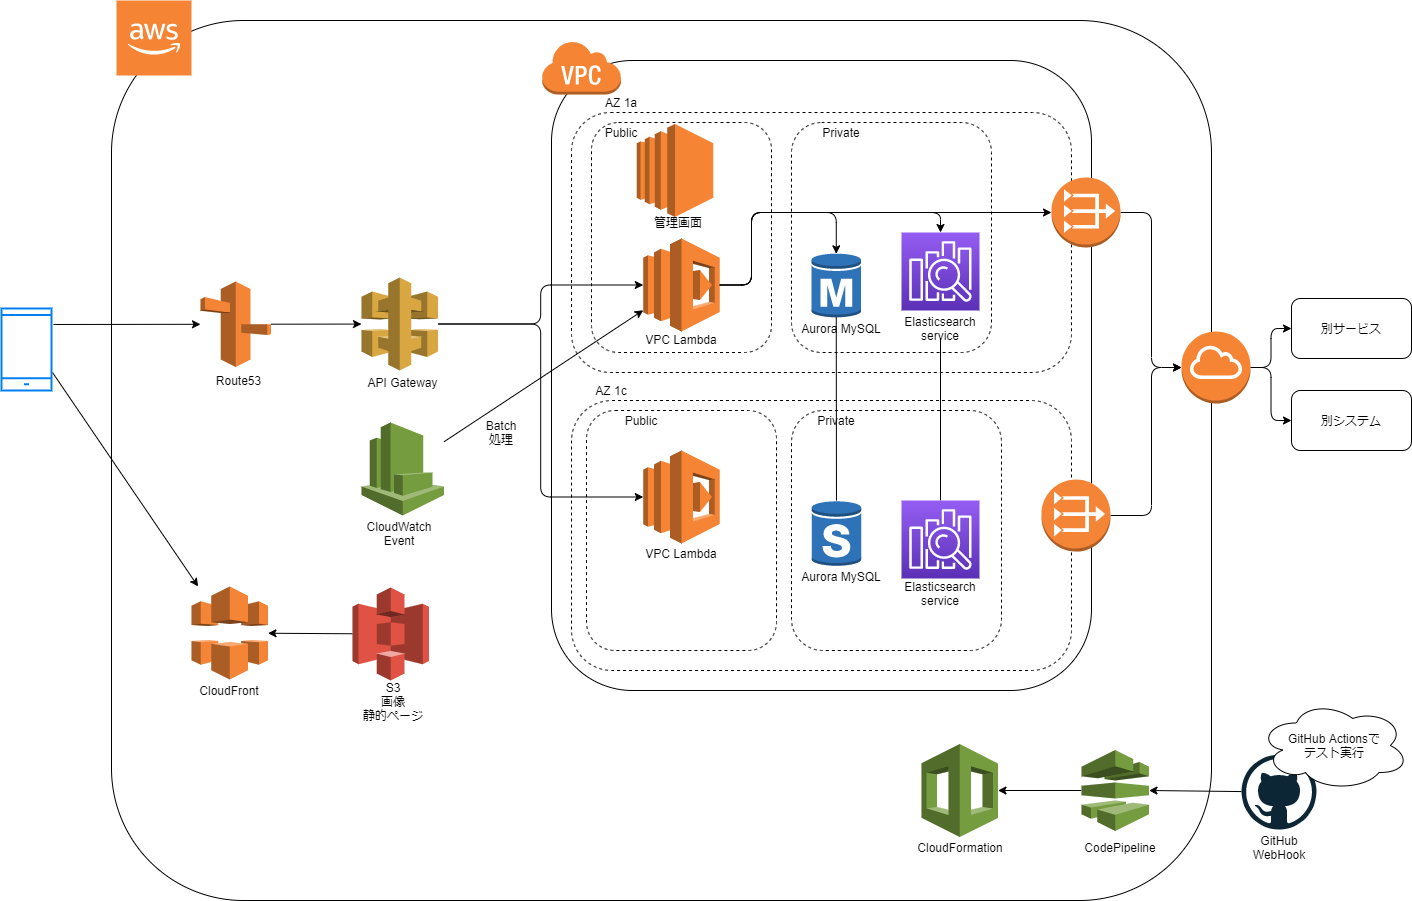 aws
VPC
AZ 1a
Public
Private
管理画面
VPC Lambda
M
Aurora MySQL
Elasticsearch
service
Route53
API Gateway
別サービス
別システム
AZ 1c
Public
Private
Batch
処理
CloudWatch
Event
VPC Lambda
S
Aurora MySQL
Elasticsearch
service
CloudFront
S3
画像
静的ページ
GitHub Actionsで
テスト実行
CloudFormation
CodePipeline
GitHub
WebHook